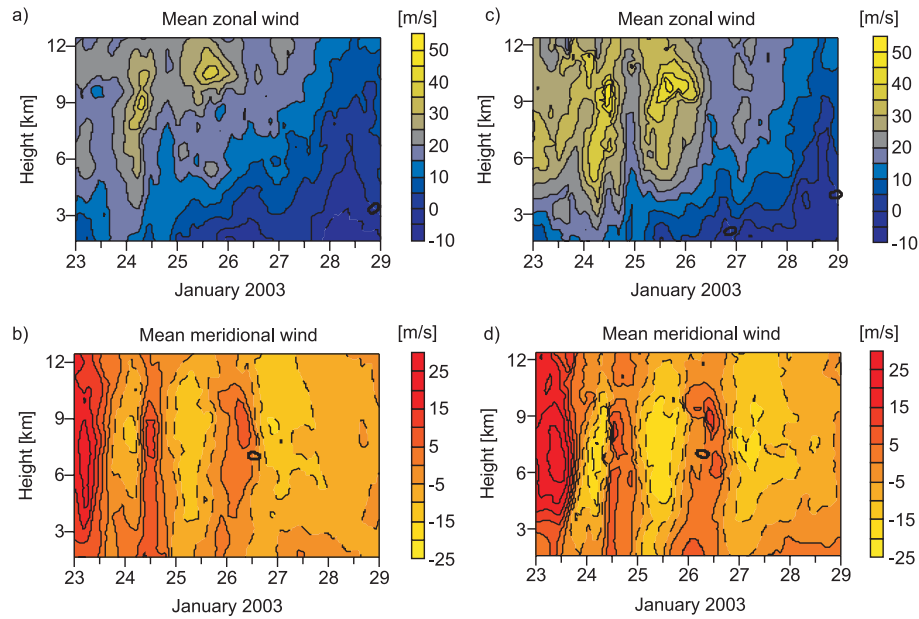 a) Mean zonal wind [m/s]
12
9
6
3
Height [km]
23 24 25 26 27 28 29
January 2003
50
40
30
20
10
0
-10
c) Mean zonal wind [m/s]
12
9
6
3
Height [km]
23 24 25 26 27 28 29
January 2003
50
40
30
20
10
0
-10
b) Mean meridional wind [m/s]
12
9
6
3
Height [km]
23 24 25 26 27 28 29
January 2003
25
15
5
-5
-15
-25
d) Mean meridional wind [m/s]
12
9
6
3
Height [km]
23 24 25 26 27 28 29
January 2003
25
15
5
-5
-15
-25